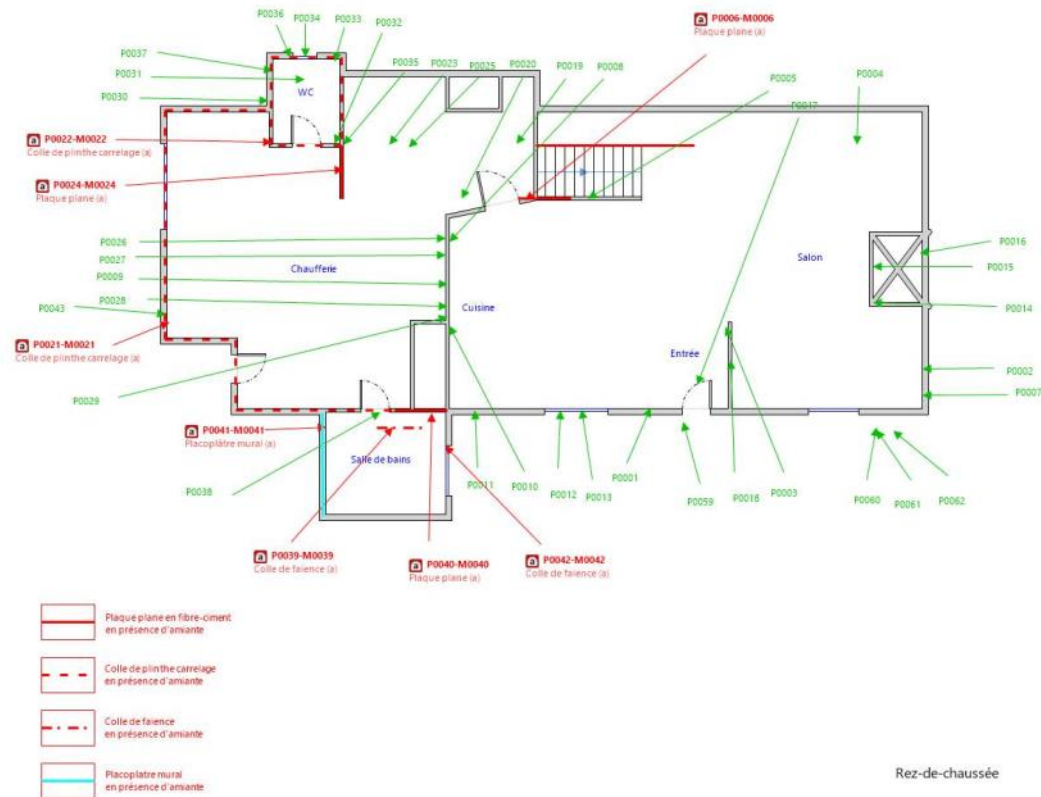 P0036
P0034
P0033
P0032
a P0006-M0006
Plaque plane (a)
P0037
P0035
P0023
P0025
P0020
P0019
P0008
P0005
P0004
P0031
P0017
P0030
WC
a P0022-M0022
Colle de plinthe carrelage (a)
a P0024-M0024
Plaque plane (a)
P0026
P0027
P0009
P0028
P0043
Chaufferie
Cuisine
Salon
P0016
P0015
P0014
a P0021-M0021
Colle de plinthe carrelage (a)
Entrée
P0002
P0007
P0029
a P0041-M0041
Placoplâtre mural (a)
Salle de bains
P0038
P0011
P0010
P0012
P0013
P0001
P0059
P0018
P0003
P0060
P0061
P0062
a P0039-M0039
Colle de faïence (a)
a P0040-M0040
Plaque plane (a)
a P0042-M0042
Colle de faïence (a)
Plaque plane en fibre-ciment
en présence d'amiante
Colle de plinthe carrelage
en présence d'amiante
Colle de faïence
en présence d'amiante
Placoplatre mural
en présence d'amiante
Rez-de-chaussée